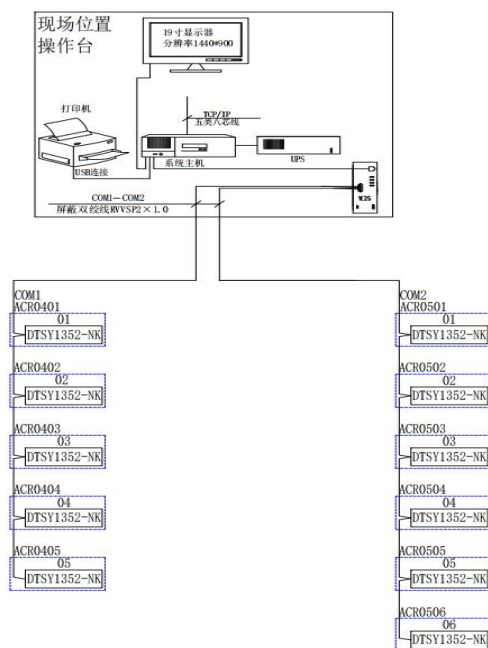 现场位置
操作台
19寸显示器
分辨率1440*900
打印机
TCP/IP
五类八芯线
系统主机
UPS
USB连接
COM1—COM2
屏蔽双绞线RVVSP2×1.0
COM1
ACR0401
01
DTSY1352-NK
ACR0402
02
DTSY1352-NK
ACR0403
03
DTSY1352-NK
ACR0404
04
DTSY1352-NK
ACR0405
05
DTSY1352-NK
COM2
ACR0501
01
DTSY1352-NK
ACR0502
02
DTSY1352-NK
ACR0503
03
DTSY1352-NK
ACR0504
04
DTSY1352-NK
ACR0505
05
DTSY1352-NK
ACR0506
06
DTSY1352-NK